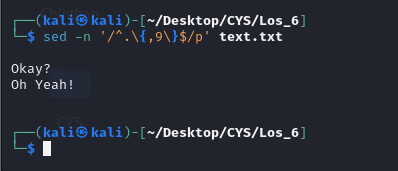 ┌──(kali㉿kali)-[~/Desktop/CYS/Los_6]
└─$ sed -n '/^.\{,9\}$/p' text.txt

Okay?
Oh Yeah!

┌──(kali㉿kali)-[~/Desktop/CYS/Los_6]
└─$